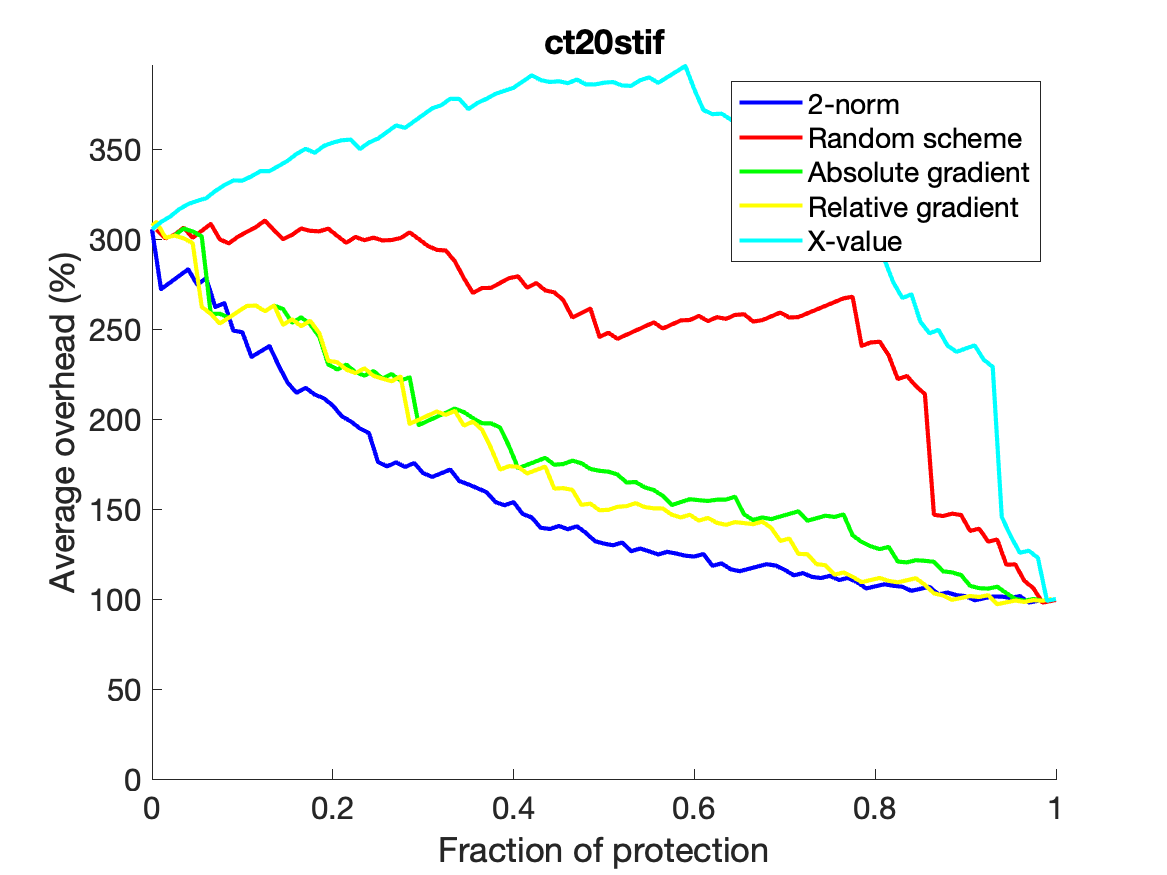 ct20stif
2-norm
Random scheme
Absolute gradient
Relative gradient
X-value
Average overhead (%)
350
300
250
200
150
100
50
0
0 0.2 0.4 0.6 0.8 1
Fraction of protection